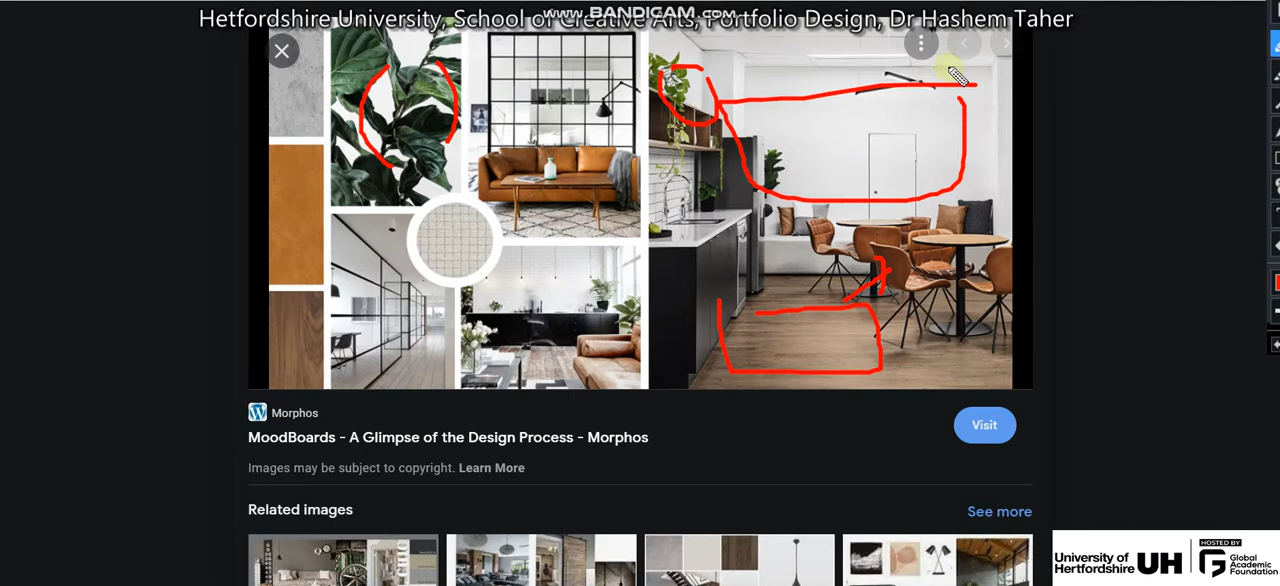 Hetfordshire University, School of Creative Arts, Portfolio Design, Dr Hashem Taher
www.BANDICAM.com
Morphos
MoodBoards - A Glimpse of the Design Process - Morphos
Visit
Images may be subject to copyright. Learn More
Related images
See more
University of
Hertfordshire
UH
HOSTED BY
Global
Academic
Foundation